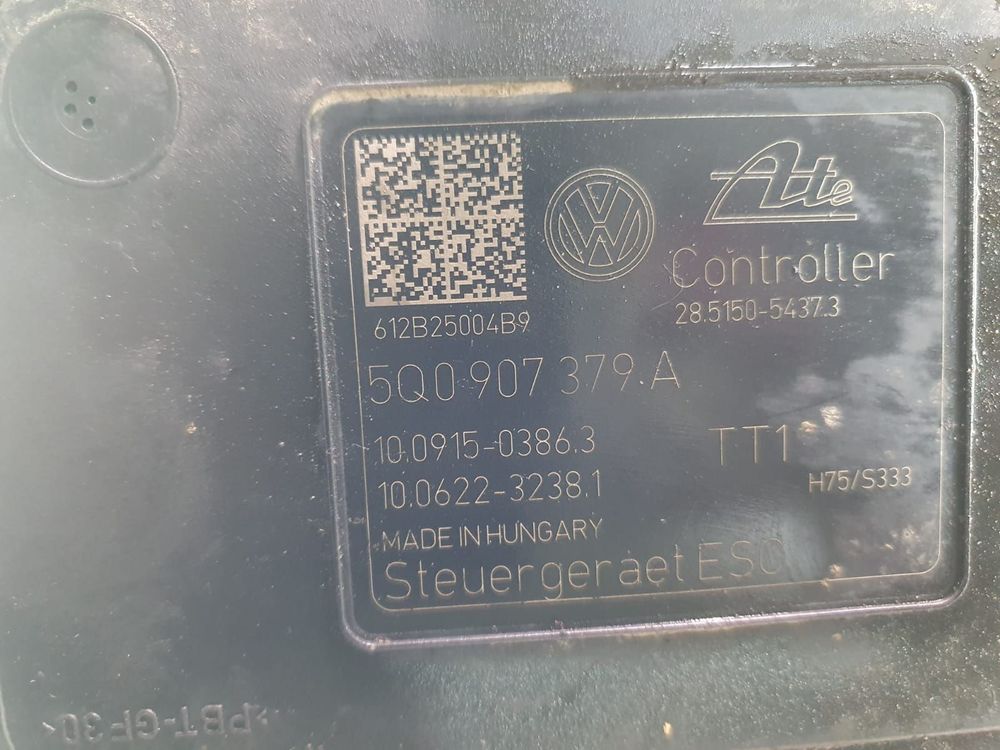 Ate
Controller
28.5150-5437.3
612B25004B9
5Q0 907 379 A
10.0915-0386.3
TT1
10.0622-3238.1
H75/S333
MADE IN HUNGARY
Steuergeraet ESC
>PBT-GF30<